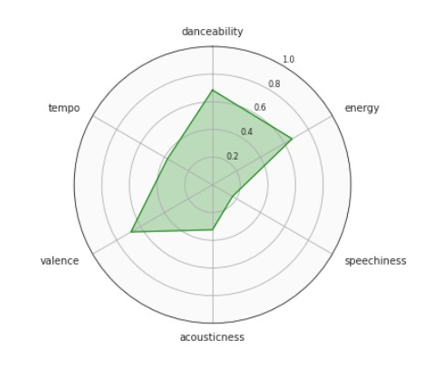 danceability
1.0
0.8
tempo
energy
0.6
0.4
0.2
valence
speechiness
acousticness